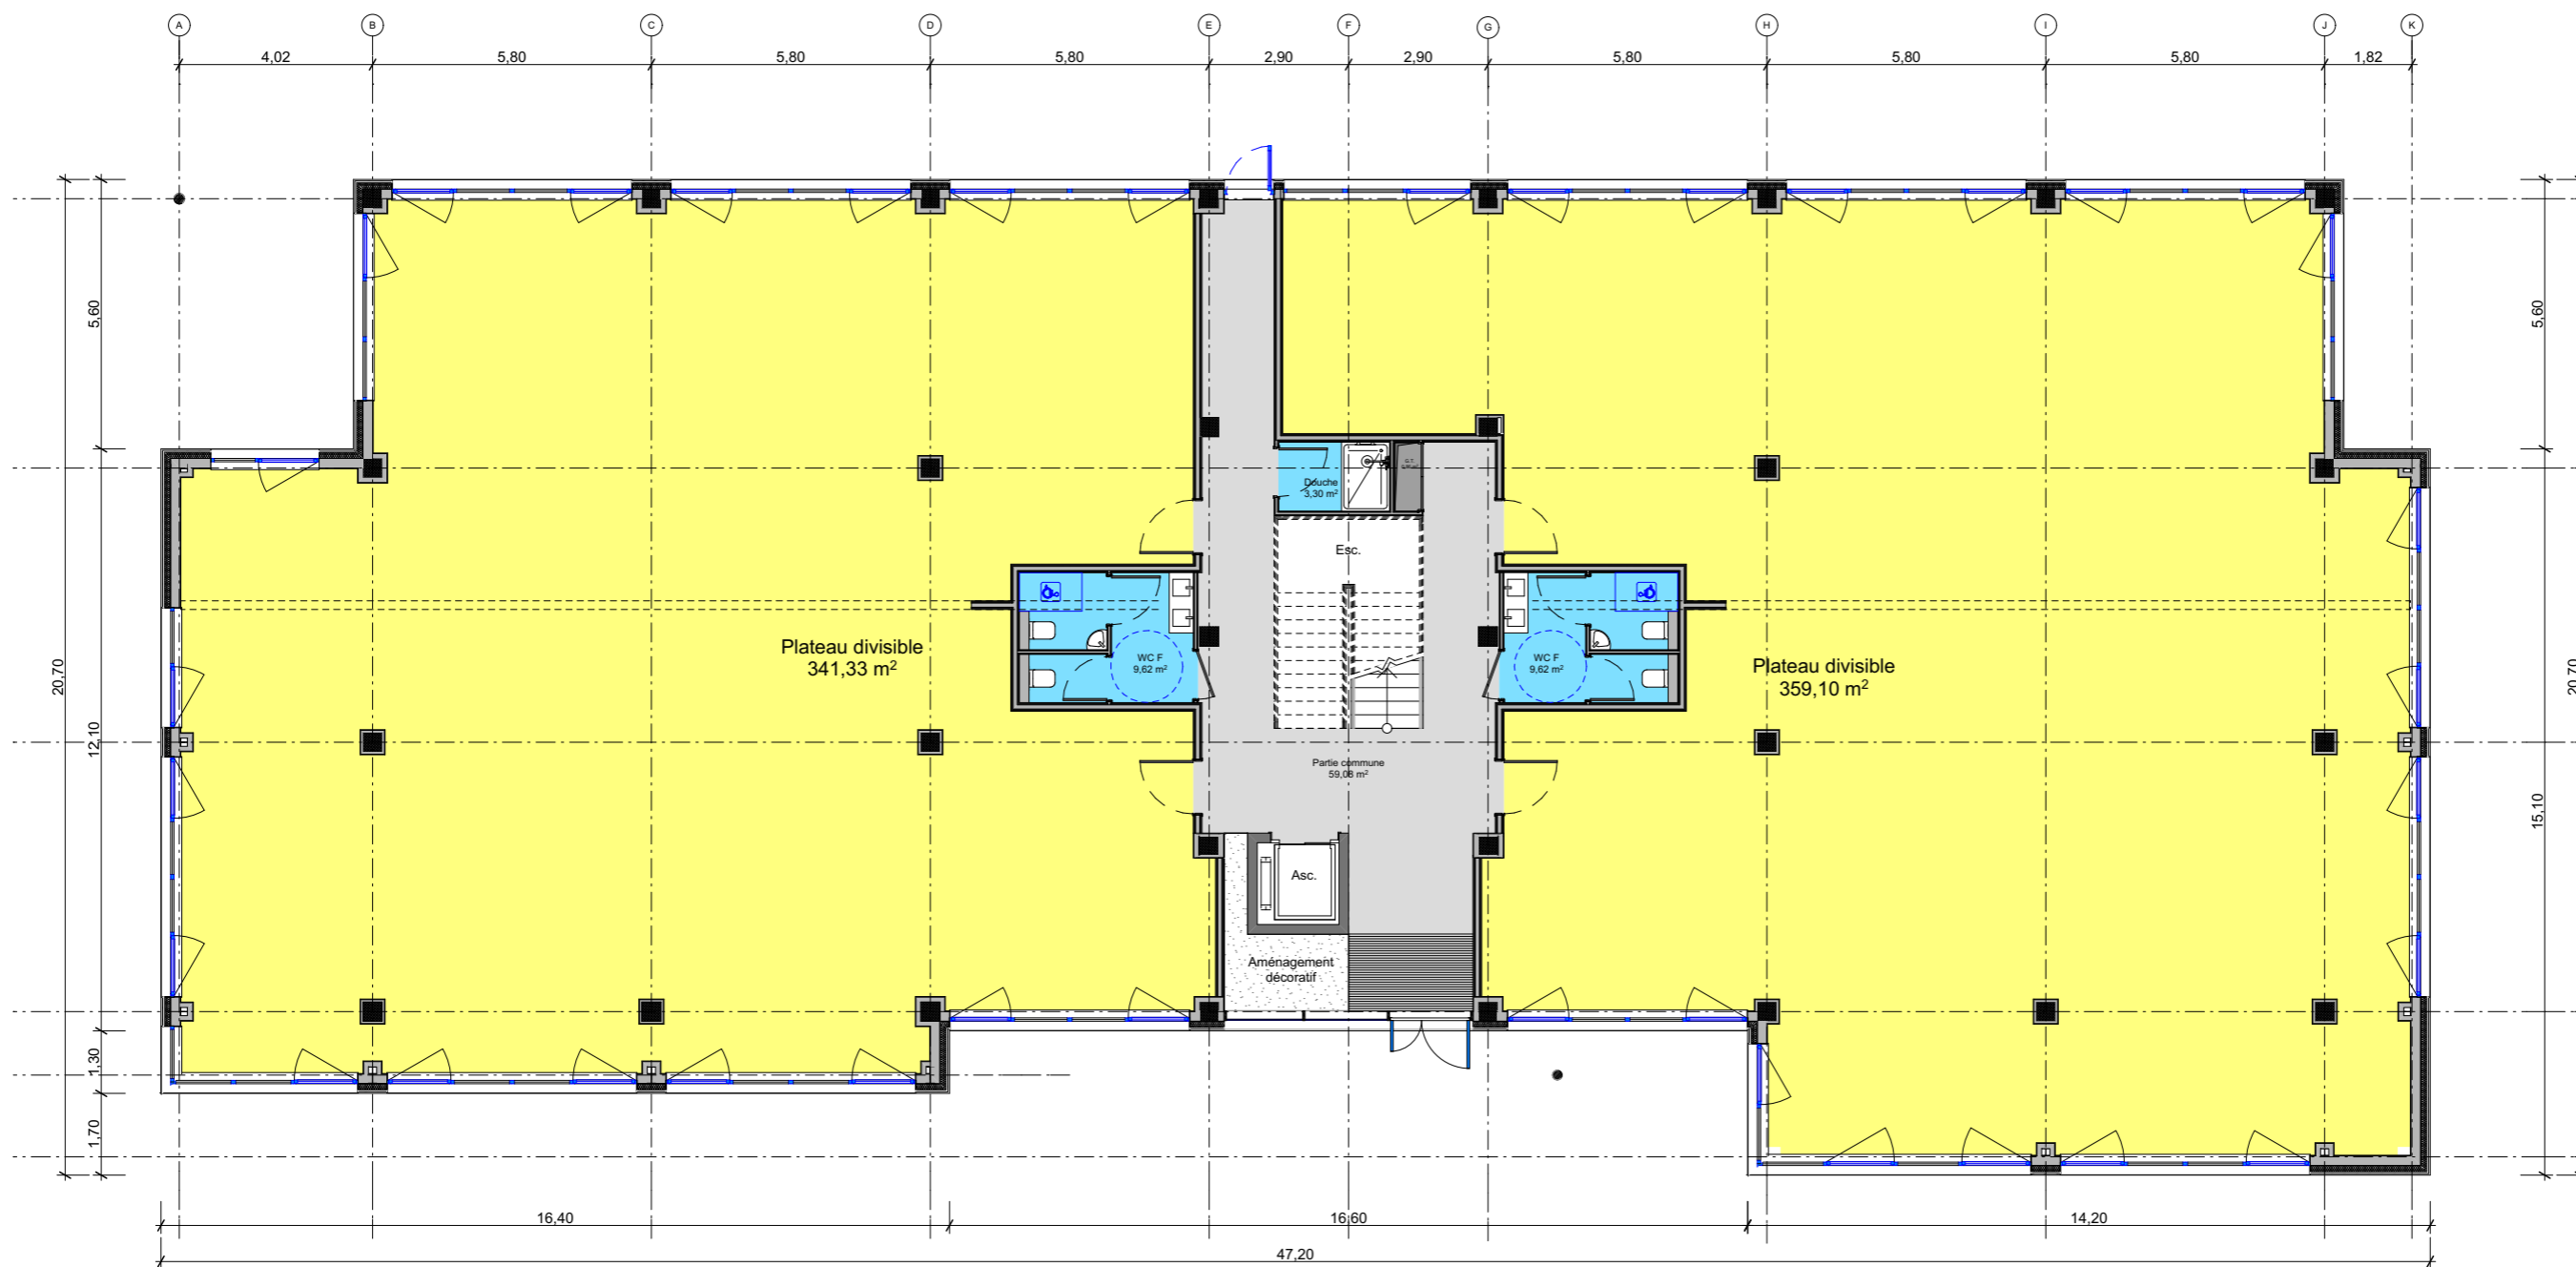 A B C D E F G H I J K
4,02 5,80 5,80 5,80 2,90 2,90 5,80 5,80 5,80 1,82
5,60
5,60
Douche
3,30 m²
G.T.
Esc.
Plateau divisible
341,33 m²
WC F
9,62 m²
WC F
9,62 m²
Plateau divisible
359,10 m²
20,70
20,70
12,10
Partie commune
59,08 m²
15,10
Asc.
Aménagement
décoratif
1,30
1,70
16,40 16,60 14,20
47,20